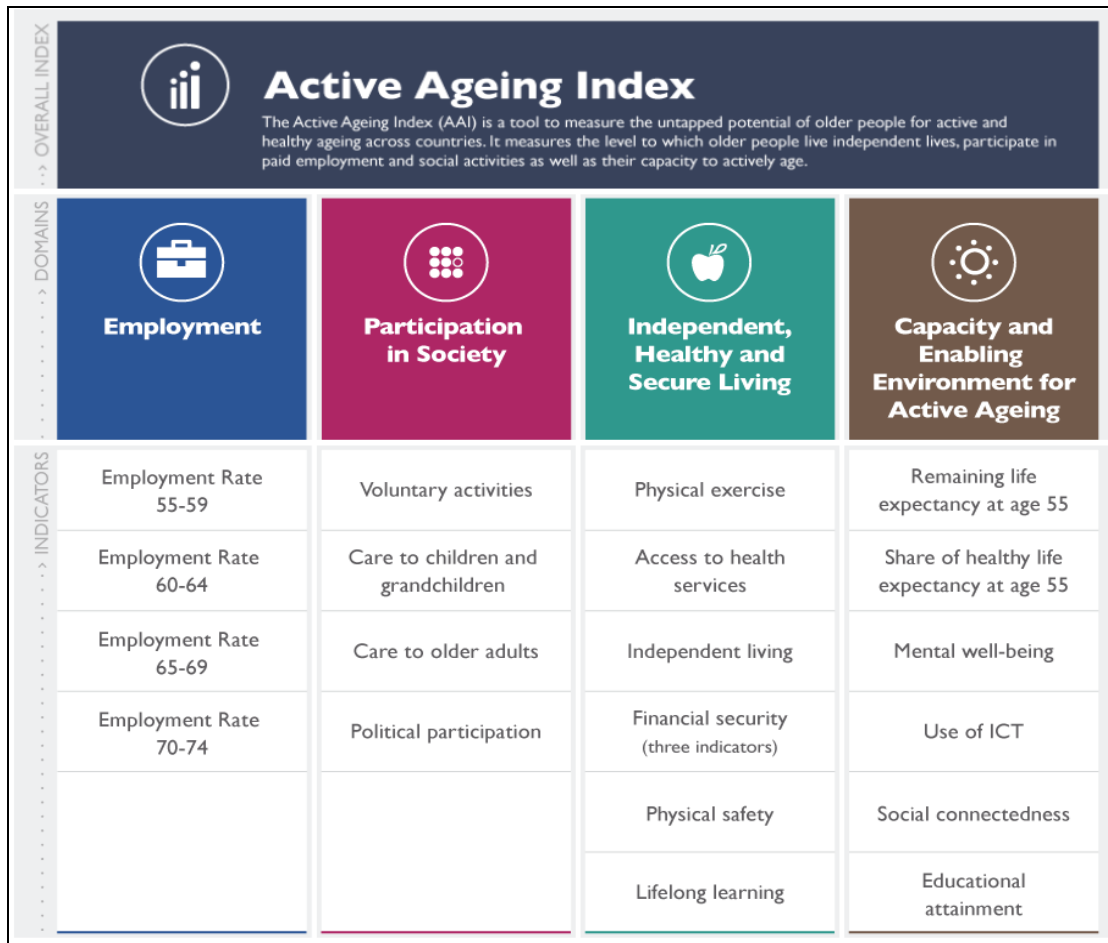 ··> OVERALL INDEX
Active Ageing Index
The Active Ageing Index (AAI) is a tool to measure the untapped potential of older people for active and
healthy ageing across countries. It measures the level to which older people live independent lives, participate in
paid employment and social activities as well as their capacity to actively age.
··> DOMAINS
Employment
Participation
in Society
Independent,
Healthy and
Secure Living
Capacity and
Enabling
Environment for
Active Ageing
··> INDICATORS
Employment Rate
55-59
Employment Rate
60-64
Employment Rate
65-69
Employment Rate
70-74
Voluntary activities
Care to children and
grandchildren
Care to older adults
Political participation
Physical exercise
Access to health
services
Independent living
Financial security
(three indicators)
Physical safety
Lifelong learning
Remaining life
expectancy at age 55
Share of healthy life
expectancy at age 55
Mental well-being
Use of ICT
Social connectedness
Educational
attainment